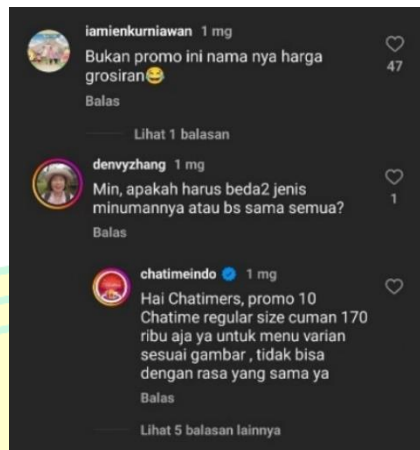 iamienkurniawan 1 mg
Bukan promo ini nama nya harga
grosiran😂
47
Balas
Lihat 1 balasan
denvyzhang 1 mg
Min, apakah harus beda2 jenis
minumannya atau bs sama semua?
1
Balas
chatimeindo 1 mg
Hai Chatimers, promo 10
Chatime regular size cuman 170
ribu aja ya untuk menu varian
sesuai gambar , tidak bisa
dengan rasa yang sama ya
Balas
Lihat 5 balasan lainnya